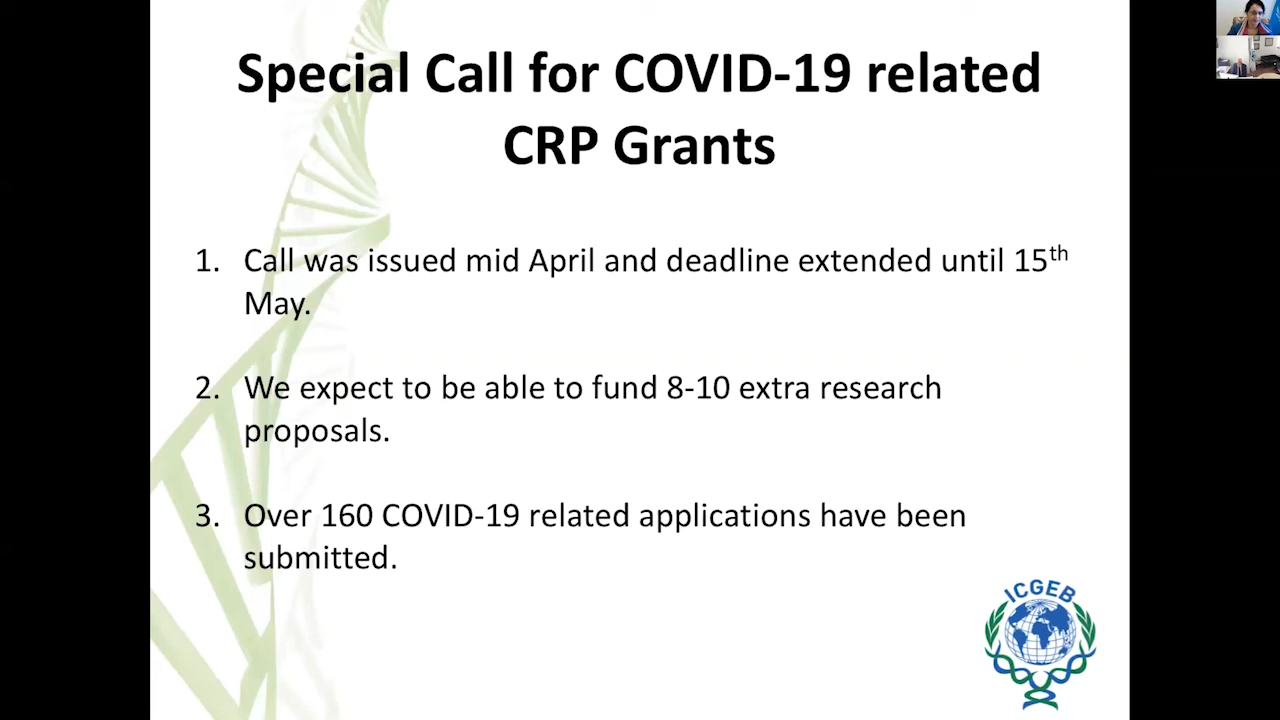 Special Call for COVID-19 related
CRP Grants
1. Call was issued mid April and deadline extended until 15th
May.
2. We expect to be able to fund 8-10 extra research
proposals.
3. Over 160 COVID-19 related applications have been
submitted.
ICGEB